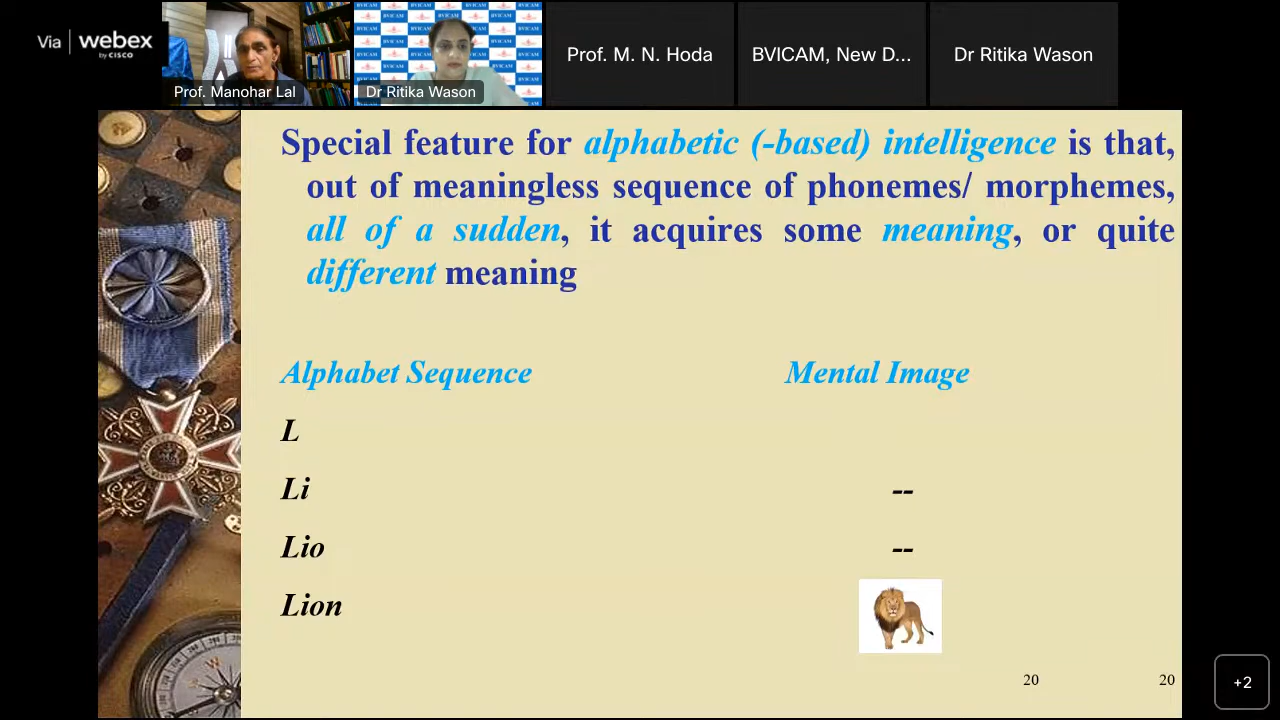 Via webex
by CISCO
Prof. Manohar Lal
BVICAM
Dr Ritika Wason
Prof. M. N. Hoda
BVICAM, New D...
Dr Ritika Wason
Special feature for alphabetic (-based) intelligence is that,
out of meaningless sequence of phonemes/ morphemes,
all of a sudden, it acquires some meaning, or quite
different meaning
Alphabet Sequence Mental Image
L
Li --
Lio --
Lion
20 20
+2